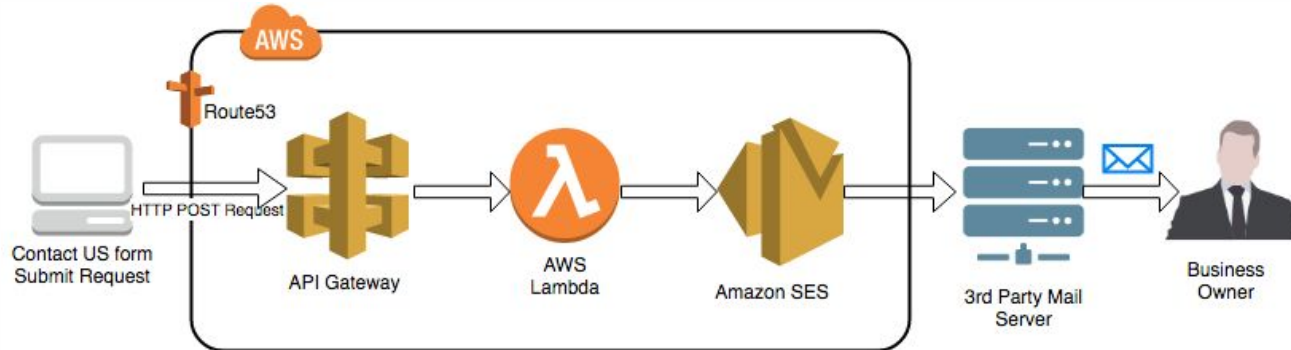 AWS
Route53
HTTP POST Request
Contact US form
Submit Request
API Gateway
AWS
Lambda
Amazon SES
3rd Party Mail
Server
Business
Owner